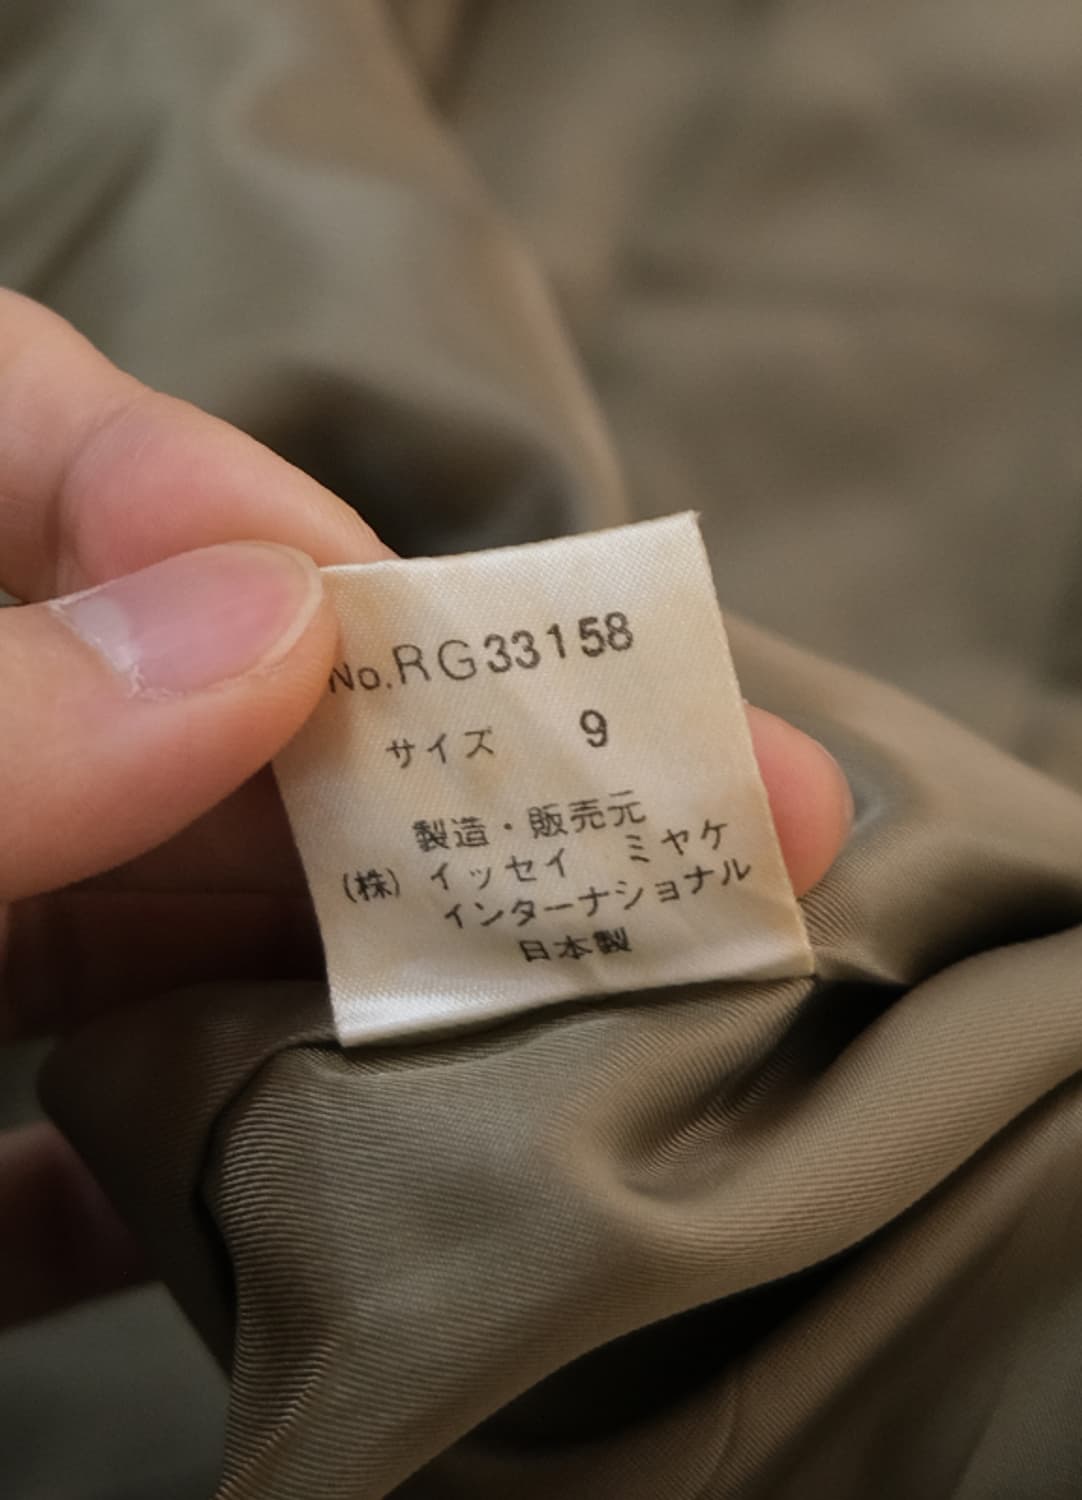 No.RG33158
サイズ 9
製造・販売元
(株) イッセイ ミヤケ
インターナショナル
日本製